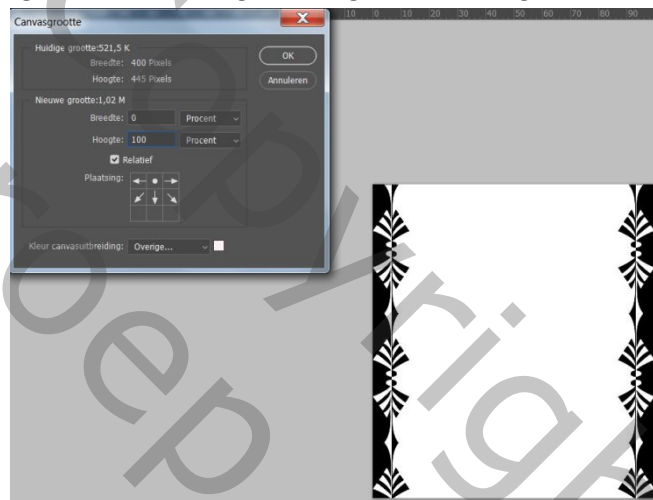 Canvasgrootte
Huidige grootte:521,5 K
Breedte: 400 Pixels
Hoogte: 445 Pixels
OK
Annuleren
Nieuwe grootte:1,02 M
Breedte: 0 Procent
Hoogte: 100 Procent
Relatief
Plaatsing:
Kleur canvasuitbreiding: Overige...
10 0 10 20 30 40 50 60 70 80 90
Copyright
groep